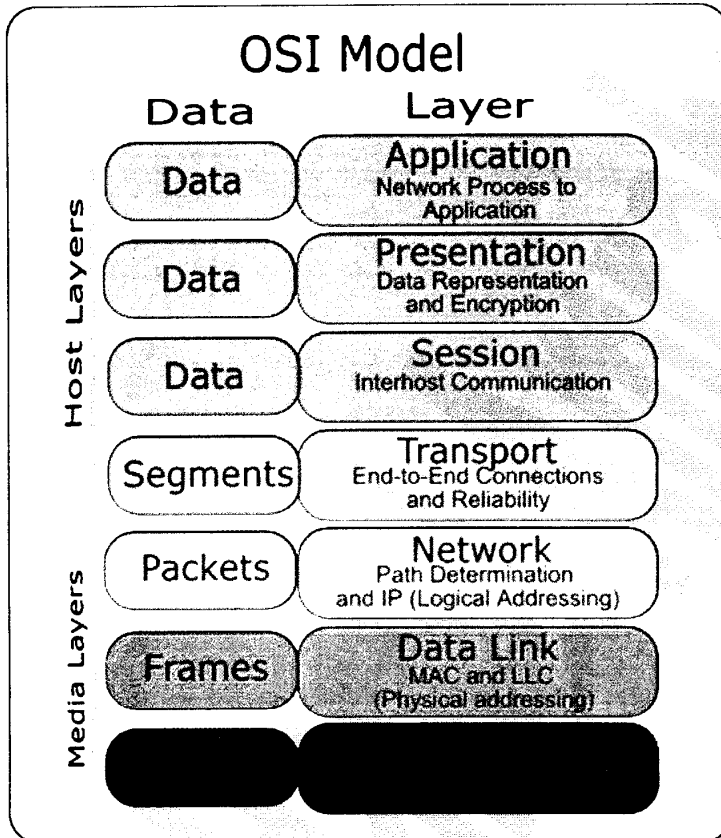 OSI Model
Data Layer
Host Layers
Data Application
Network Process to
Application
Data Presentation
Data Representation
and Encryption
Data Session
Interhost Communication
Segments Transport
End-to-End Connections
and Reliability
Media Layers
Packets Network
Path Determination
and IP (Logical Addressing)
Frames Data Link
MAC and LLC
(Physical addressing)